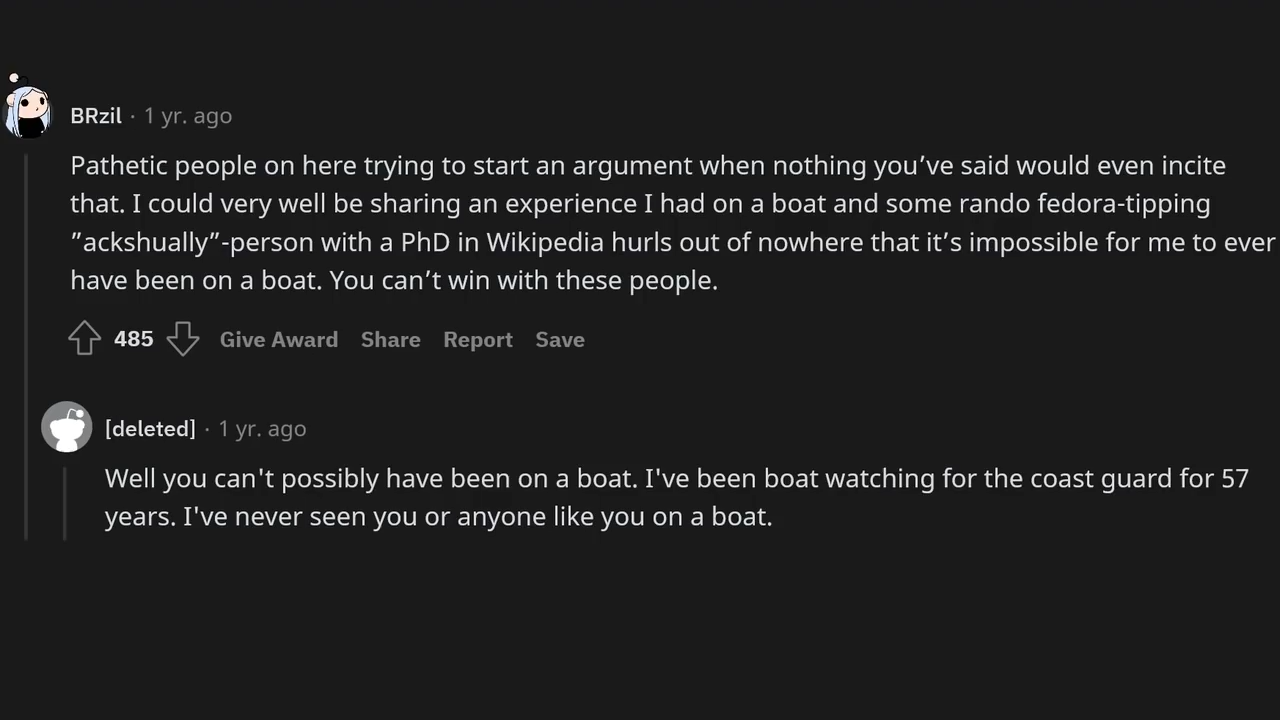 BRzil · 1 yr. ago
Pathetic people on here trying to start an argument when nothing you’ve said would even incite
that. I could very well be sharing an experience I had on a boat and some rando fedora-tipping
”ackshually”-person with a PhD in Wikipedia hurls out of nowhere that it’s impossible for me to ever
have been on a boat. You can’t win with these people.
485 Give Award Share Report Save
[deleted] · 1 yr. ago
Well you can't possibly have been on a boat. I've been boat watching for the coast guard for 57
years. I've never seen you or anyone like you on a boat.